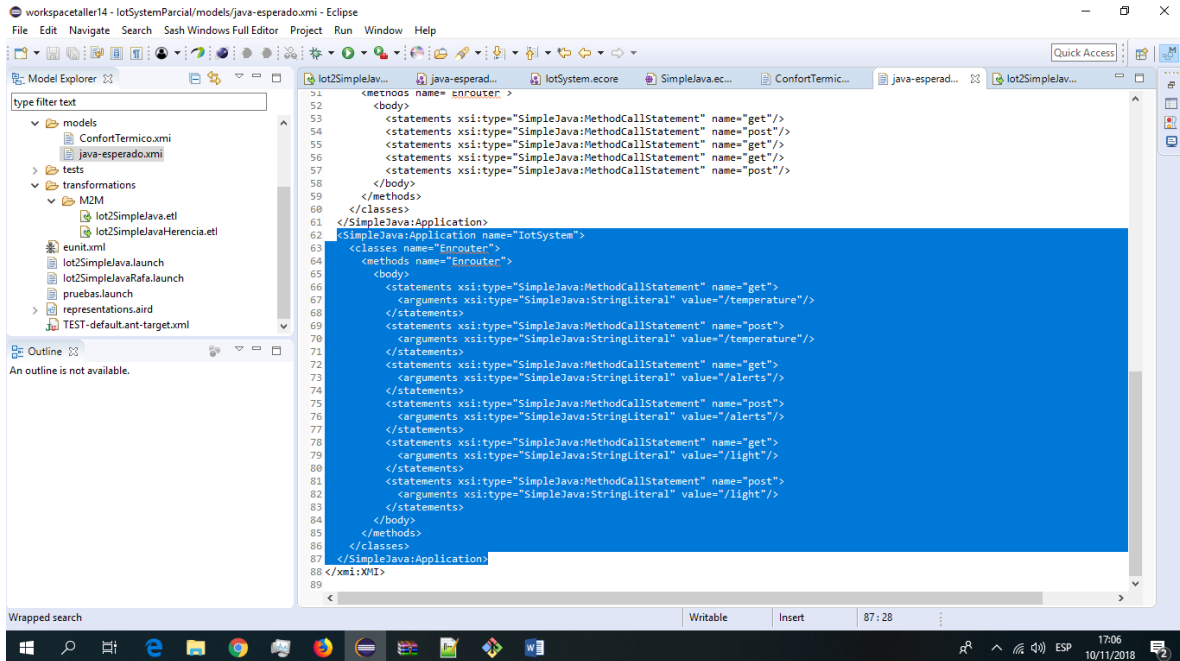 workspacetaller14 - IotSystemParcial/models/java-esperado.xmi - Eclipse
File Edit Navigate Search Sash Windows Full Editor Project Run Window Help
Quick Access
Model Explorer
type filter text
models
ConfortTermico.xmi
java-esperado.xmi
tests
transformations
M2M
Iot2SimpleJava.etl
Iot2SimpleJavaHerencia.etl
eunit.xml
Iot2SimpleJava.launch
Iot2SimpleJavaRafa.launch
pruebas.launch
representations.aird
TEST-default.ant-target.xml
Outline
An outline is not available.
Iot2SimpleJav... java-esperad... IotSystem.ecore SimpleJava.ec... ConfortTermic... java-esperad... Iot2SimpleJav...
51 <methods name="Enrouter">
52 <body>
53 <statements xsi:type="SimpleJava:MethodCallStatement" name="get"/>
54 <statements xsi:type="SimpleJava:MethodCallStatement" name="post"/>
55 <statements xsi:type="SimpleJava:MethodCallStatement" name="get"/>
56 <statements xsi:type="SimpleJava:MethodCallStatement" name="get"/>
57 <statements xsi:type="SimpleJava:MethodCallStatement" name="post"/>
58 </body>
59 </methods>
60 </classes>
61 </SimpleJava:Application>
62 <SimpleJava:Application name="IotSystem">
63 <classes name="Enrouter">
64 <methods name="Enrouter">
65 <body>
66 <statements xsi:type="SimpleJava:MethodCallStatement" name="get">
67 <arguments xsi:type="SimpleJava:StringLiteral" value="/temperature"/>
68 </statements>
69 <statements xsi:type="SimpleJava:MethodCallStatement" name="post">
70 <arguments xsi:type="SimpleJava:StringLiteral" value="/temperature"/>
71 </statements>
72 <statements xsi:type="SimpleJava:MethodCallStatement" name="get">
73 <arguments xsi:type="SimpleJava:StringLiteral" value="/alerts"/>
74 </statements>
75 <statements xsi:type="SimpleJava:MethodCallStatement" name="post">
76 <arguments xsi:type="SimpleJava:StringLiteral" value="/alerts"/>
77 </statements>
78 <statements xsi:type="SimpleJava:MethodCallStatement" name="get">
79 <arguments xsi:type="SimpleJava:StringLiteral" value="/light"/>
80 </statements>
81 <statements xsi:type="SimpleJava:MethodCallStatement" name="post">
82 <arguments xsi:type="SimpleJava:StringLiteral" value="/light"/>
83 </statements>
84 </body>
85 </methods>
86 </classes>
87 </SimpleJava:Application>
88 </xmi:XMI>
89
Wrapped search Writable Insert 87 : 28
ESP
17:06
10/11/2018
2